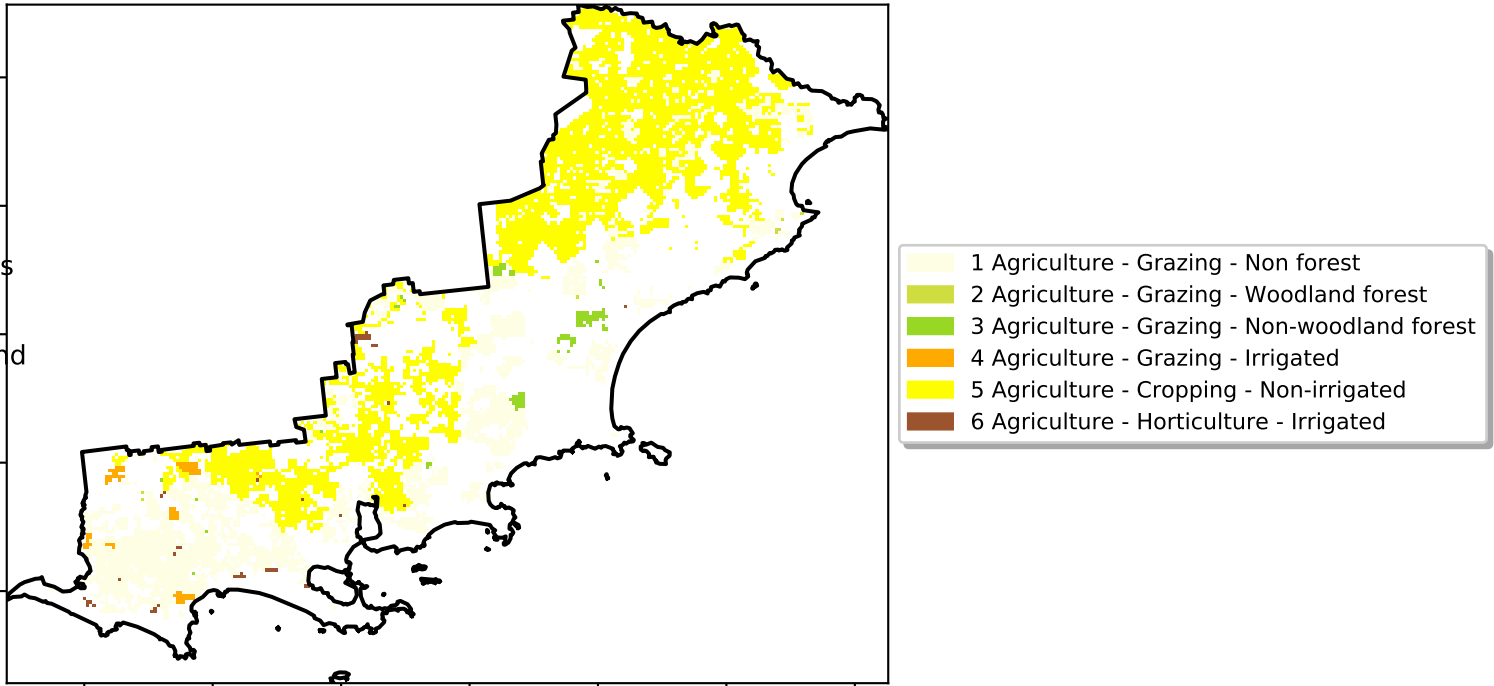 s
nd
1 Agriculture - Grazing - Non forest
2 Agriculture - Grazing - Woodland forest
3 Agriculture - Grazing - Non-woodland forest
4 Agriculture - Grazing - Irrigated
5 Agriculture - Cropping - Non-irrigated
6 Agriculture - Horticulture - Irrigated